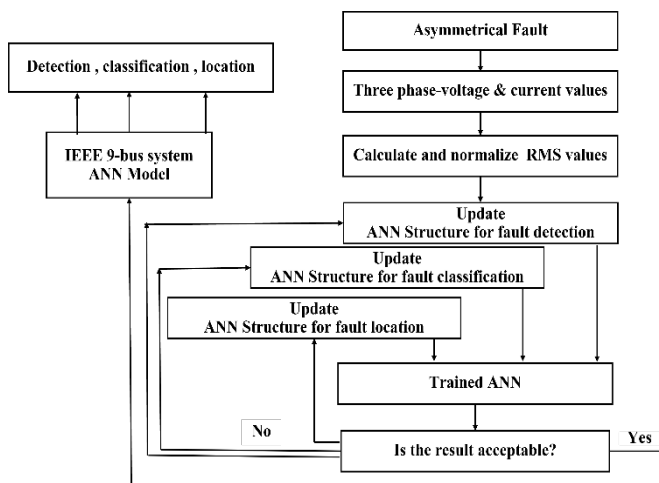 Asymmetrical Fault
Detection , classification , location
Three phase-voltage & current values
IEEE 9-bus system
ANN Model
Calculate and normalize RMS values
Update
ANN Structure for fault detection
Update
ANN Structure for fault classification
Update
ANN Structure for fault location
Trained ANN
No
Is the result acceptable?
Yes